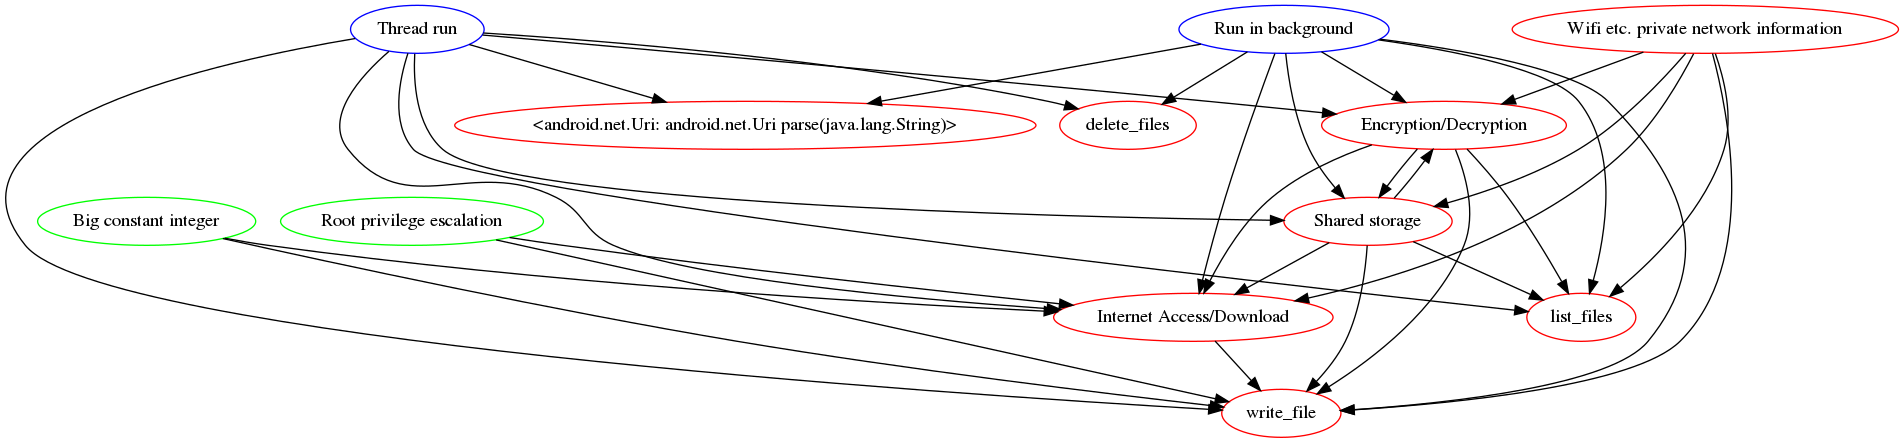 Thread run
Run in background
Wifi etc. private network information
<android.net.Uri: android.net.Uri parse(java.lang.String)>
delete_files
Encryption/Decryption
Big constant integer
Root privilege escalation
Shared storage
Internet Access/Download
list_files
write_file